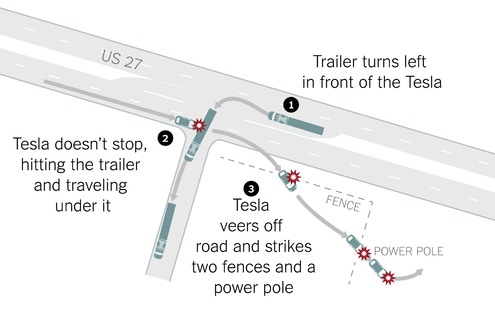 US 27
Trailer turns left
in front of the Tesla
1
2
Tesla doesn't stop,
hitting the trailer
and traveling
under it
3
Tesla
veers off
road and strikes
two fences and a
power pole
FENCE
POWER POLE